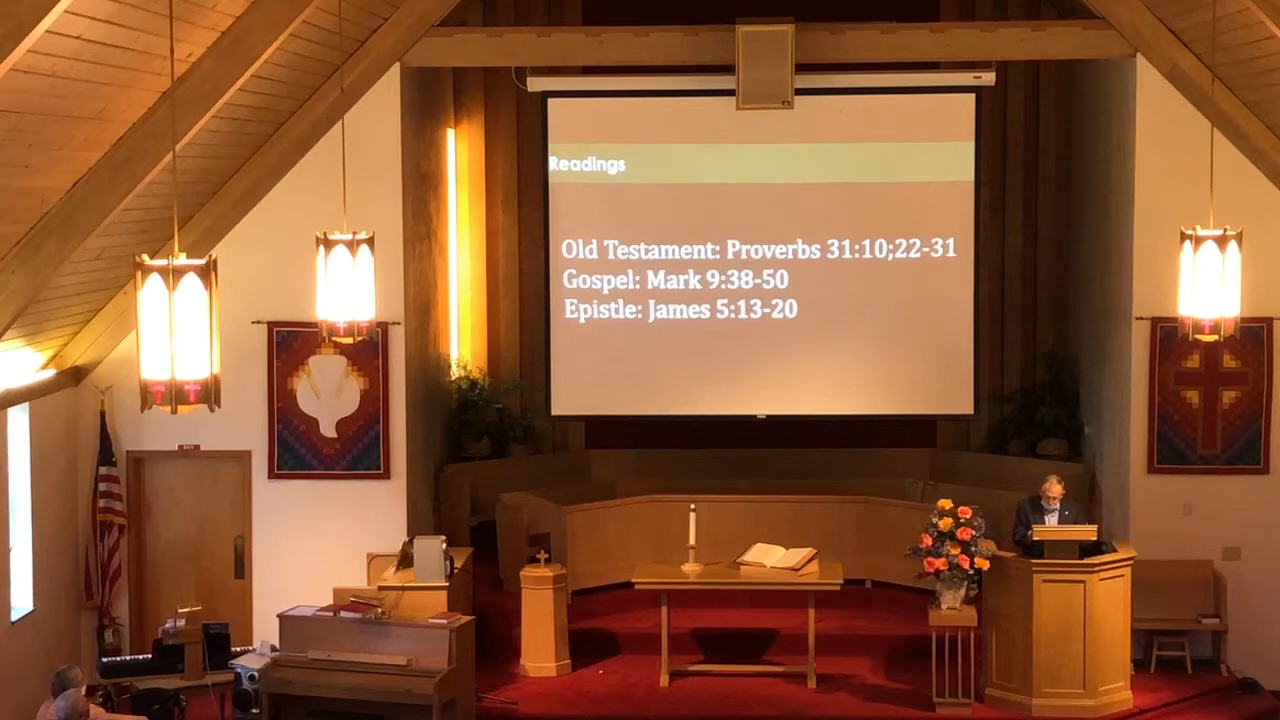 Readings
Old Testament: Proverbs 31:10;22-31
Gospel: Mark 9:38-50
Epistle: James 5:13-20